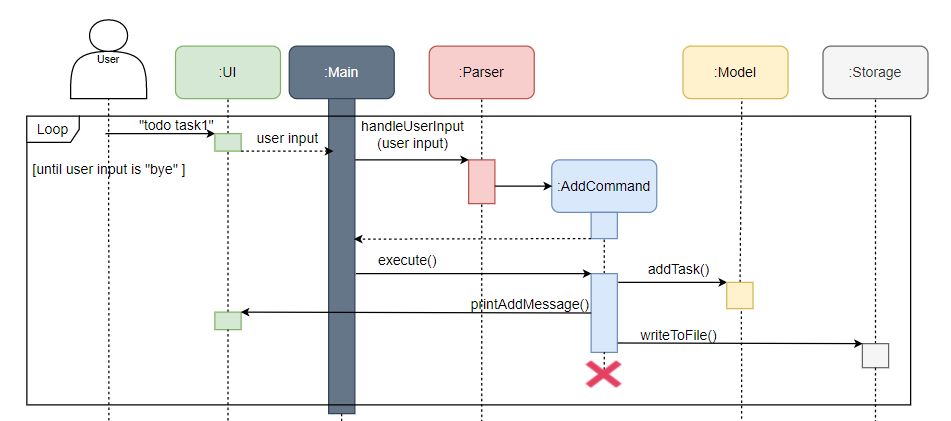 User
:UI
:Main
:Parser
:Model
:Storage
Loop
"todo task1"
user input
handleUserInput
(user input)
[until user input is "bye" ]
:AddCommand
execute()
addTask()
printAddMessage()
writeToFile()